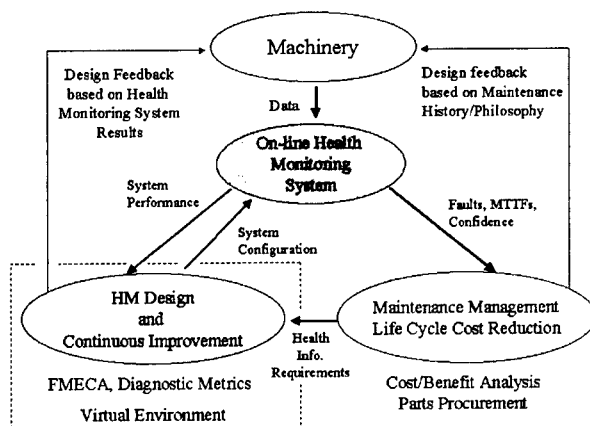 Machinery
Design Feedback
based on Health
Monitoring System
Results
Design feedback
based on Maintenance
History/Philosophy
Data
On-line Health
Monitoring
System
System
Performance
Faults, MTTFs,
Confidence
System
Configuration
HM Design
and
Continuous Improvement
Maintenance Management
Life Cycle Cost Reduction
Health
Info.
Requirements
FMECA, Diagnostic Metrics
Virtual Environment
Cost/Benefit Analysis
Parts Procurement